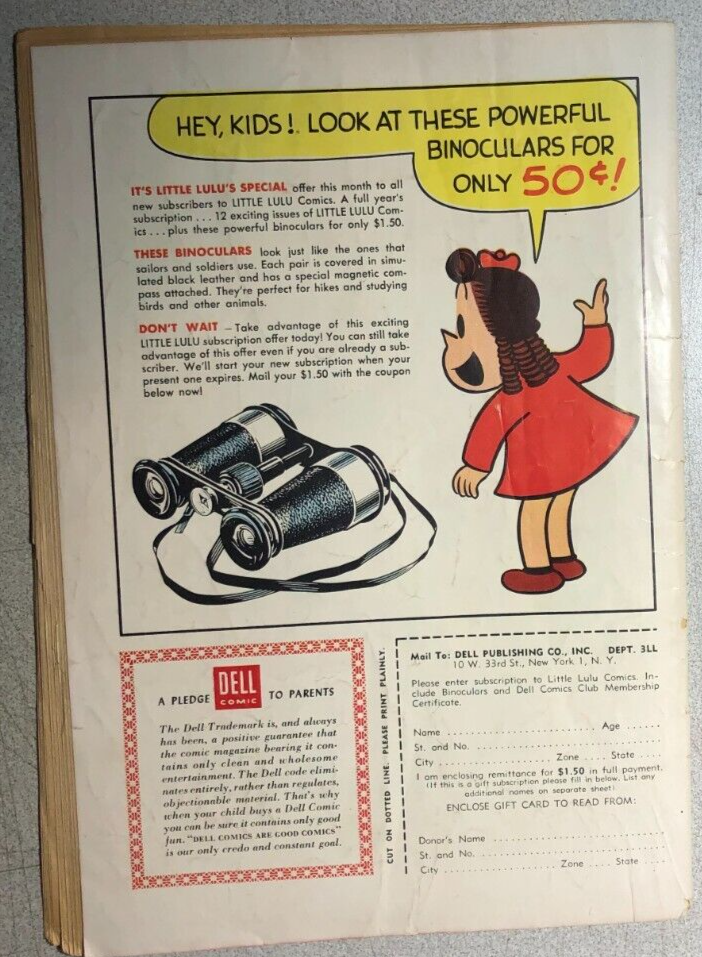 HEY, KIDS! LOOK AT THESE POWERFUL
BINOCULARS FOR
ONLY 50¢!
IT'S LITTLE LULU'S SPECIAL offer this month to all
new subscribers to LITTLE LULU Comics. A full year's
subscription . . . 12 exciting issues of LITTLE LULU Com-
ics . . . plus these powerful binoculars for only $1.50.
THESE BINOCULARS look just like the ones that
sailors and soldiers use. Each pair is covered in simu-
lated black leather and has a special magnetic com-
pass attached. They're perfect for hikes and studying
birds and other animals.
DON'T WAIT – Take advantage of this exciting
LITTLE LULU subscription offer today! You can still take
advantage of this offer even if you are already a sub-
scriber. We'll start your new subscription when your
present one expires. Mail your $1.50 with the coupon
below now!
A PLEDGE DELL COMIC TO PARENTS
The Dell Trademark is, and always
has been, a positive guarantee that
the comic magazine bearing it con-
tains only clean and wholesome
entertainment. The Dell code elimi-
nates entirely, rather than regulates,
objectionable material. That's why
when your child buys a Dell Comic
you can be sure it contains only good
fun. "DELL COMICS ARE GOOD COMICS"
is our only credo and constant goal.
CUT ON DOTTED LINE. PLEASE PRINT PLAINLY.
Mail To: DELL PUBLISHING CO., INC. DEPT. 3LL
10 W. 33rd St., New York 1, N. Y.
Please enter subscription to Little Lulu Comics. In-
clude Binoculars and Dell Comics Club Membership
Certificate.
Name . . . . . . . . . . . . . . . . . . . . Age . . . . . .
St. and No. . . . . . . . . . . . . . . . . . . . . . . . .
City . . . . . . . . . . . . . . . Zone . . . . State . . . .
I am enclosing remittance for $1.50 in full payment.
(If this is a gift subscription please fill in below. List any
additional names on separate sheet)
ENCLOSE GIFT CARD TO READ FROM:
Donor's Name . . . . . . . . . . . . . . . . . . . . . .
St. and No. . . . . . . . . . . . . . . . . . . . . . . . .
City . . . . . . . . . . . . . . . Zone . . . . State . . . .